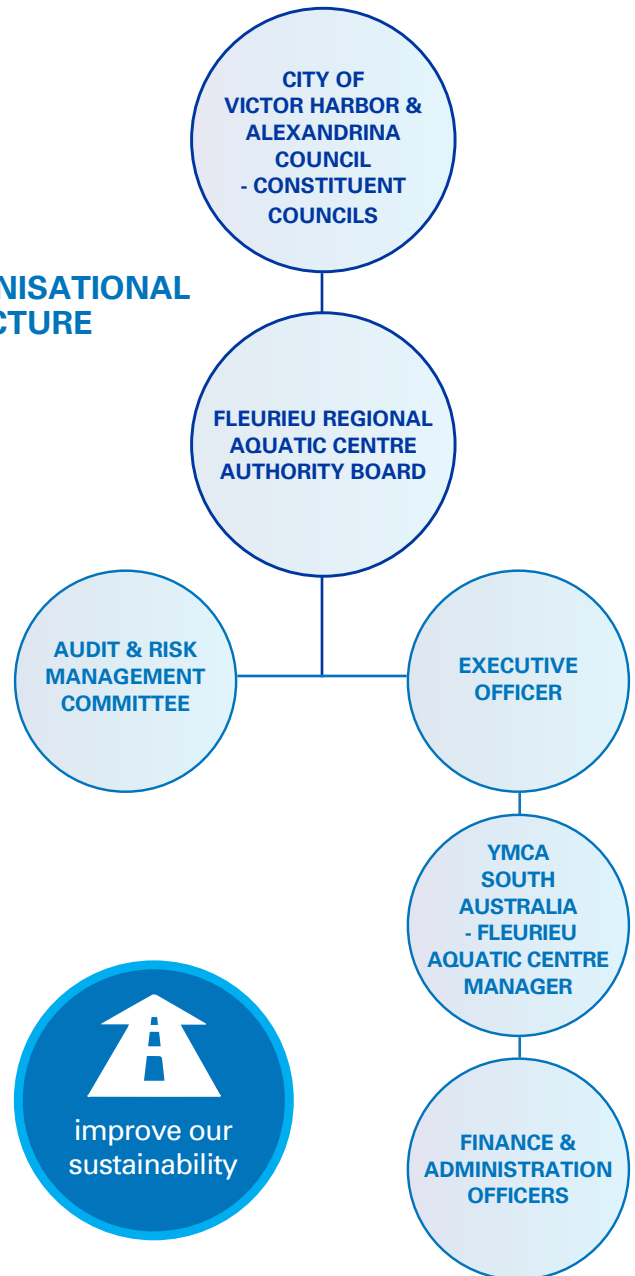 CITY OF
VICTOR HARBOR &
ALEXANDRINA
COUNCIL
- CONSTITUENT
COUNCILS
NISATIONAL
CTURE
FLEURIEU REGIONAL
AQUATIC CENTRE
AUTHORITY BOARD
AUDIT & RISK
MANAGEMENT
COMMITTEE
EXECUTIVE
OFFICER
YMCA
SOUTH
AUSTRALIA
- FLEURIEU
AQUATIC CENTRE
MANAGER
improve our
sustainability
FINANCE &
ADMINISTRATION
OFFICERS